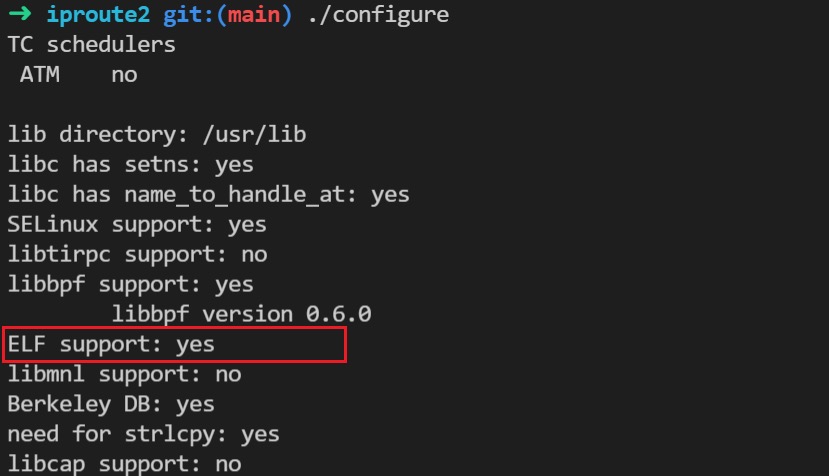 ➜ iproute2 git:(main) ./configure
TC schedulers
ATM no
lib directory: /usr/lib
libc has setns: yes
libc has name_to_handle_at: yes
SELinux support: yes
libtirpc support: no
libbpf support: yes
libbpf version 0.6.0
ELF support: yes
libmnl support: no
Berkeley DB: yes
need for strlcpy: yes
libcap support: no